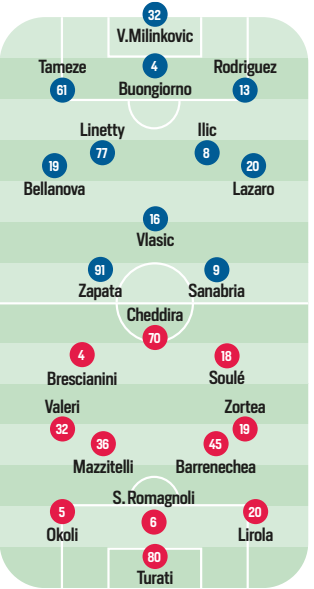 32
V.Milinkovic
Tameze
4
Rodriguez
61
Buongiorno
13
Linetty
Ilic
77
8
19
20
Bellanova
Lazaro
16
Vlasic
91
9
Zapata
Sanabria
Cheddira
70
4
18
Brescianini
Soulé
Valeri
Zortea
32
19
36
45
Mazzitelli
Barrenechea
S.Romagnoli
5
6
20
Okoli
Lirola
80
Turati